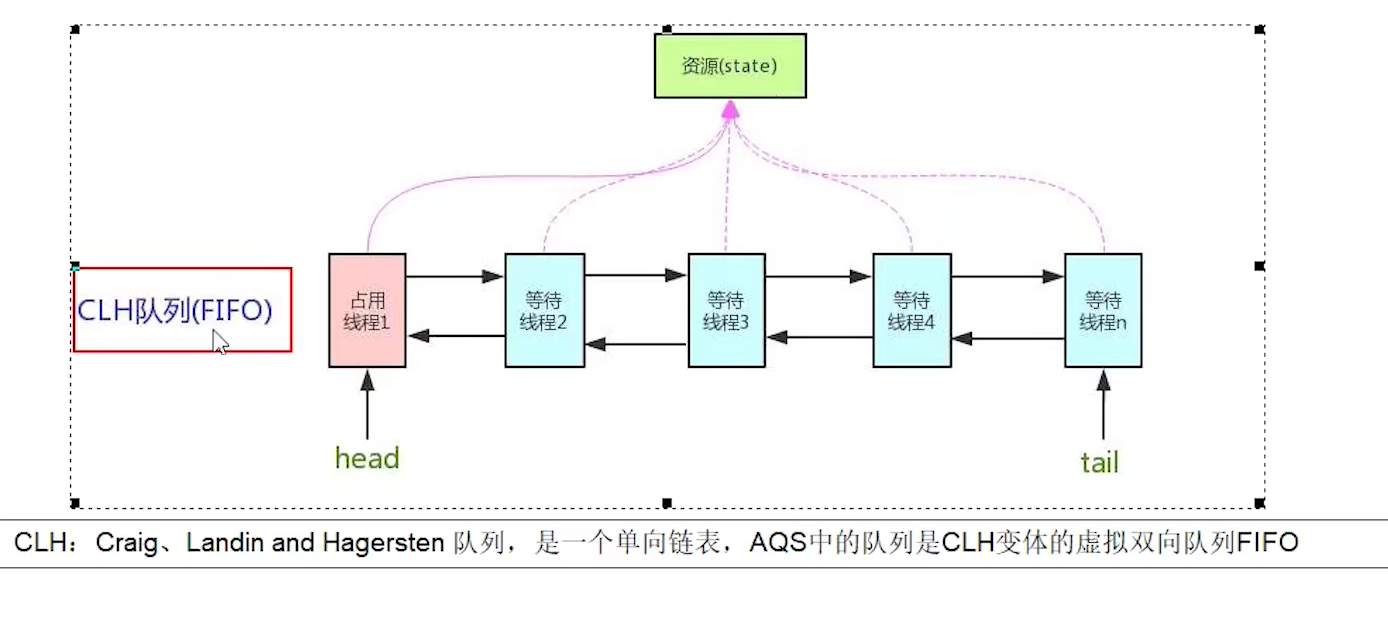 资源(state)
CLH队列(FIFO)
占用
线程1
等待
线程2
等待
线程3
等待
线程4
等待
线程n
head
tail
CLH：Craig、Landin and Hagersten 队列，是一个单向链表，AQS中的队列是CLH变体的虚拟双向队列FIFO